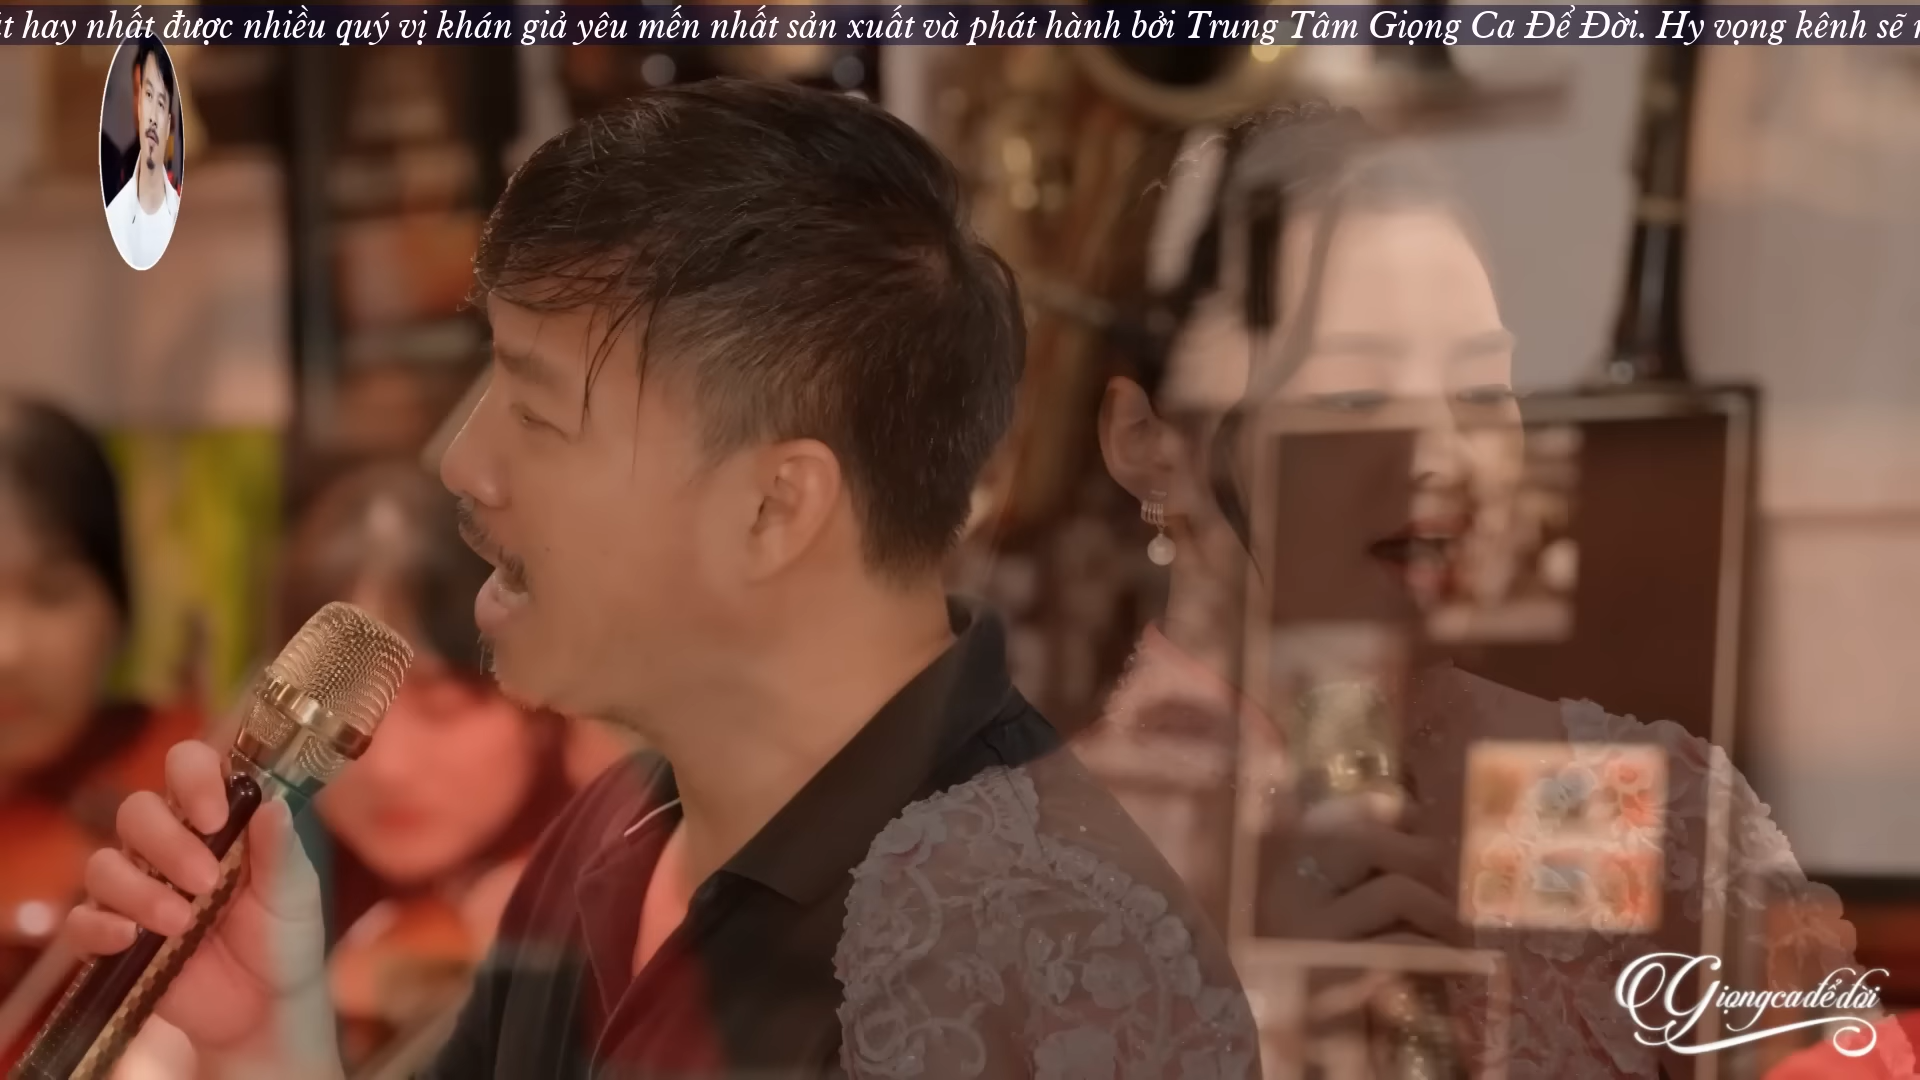 hay nhất được nhiều quý vị khán giả yêu mến nhất sản xuất và phát hành bởi Trung Tâm Giọng Ca Để Đời. Hy vọng kênh sẽ
Giọngcađểđời